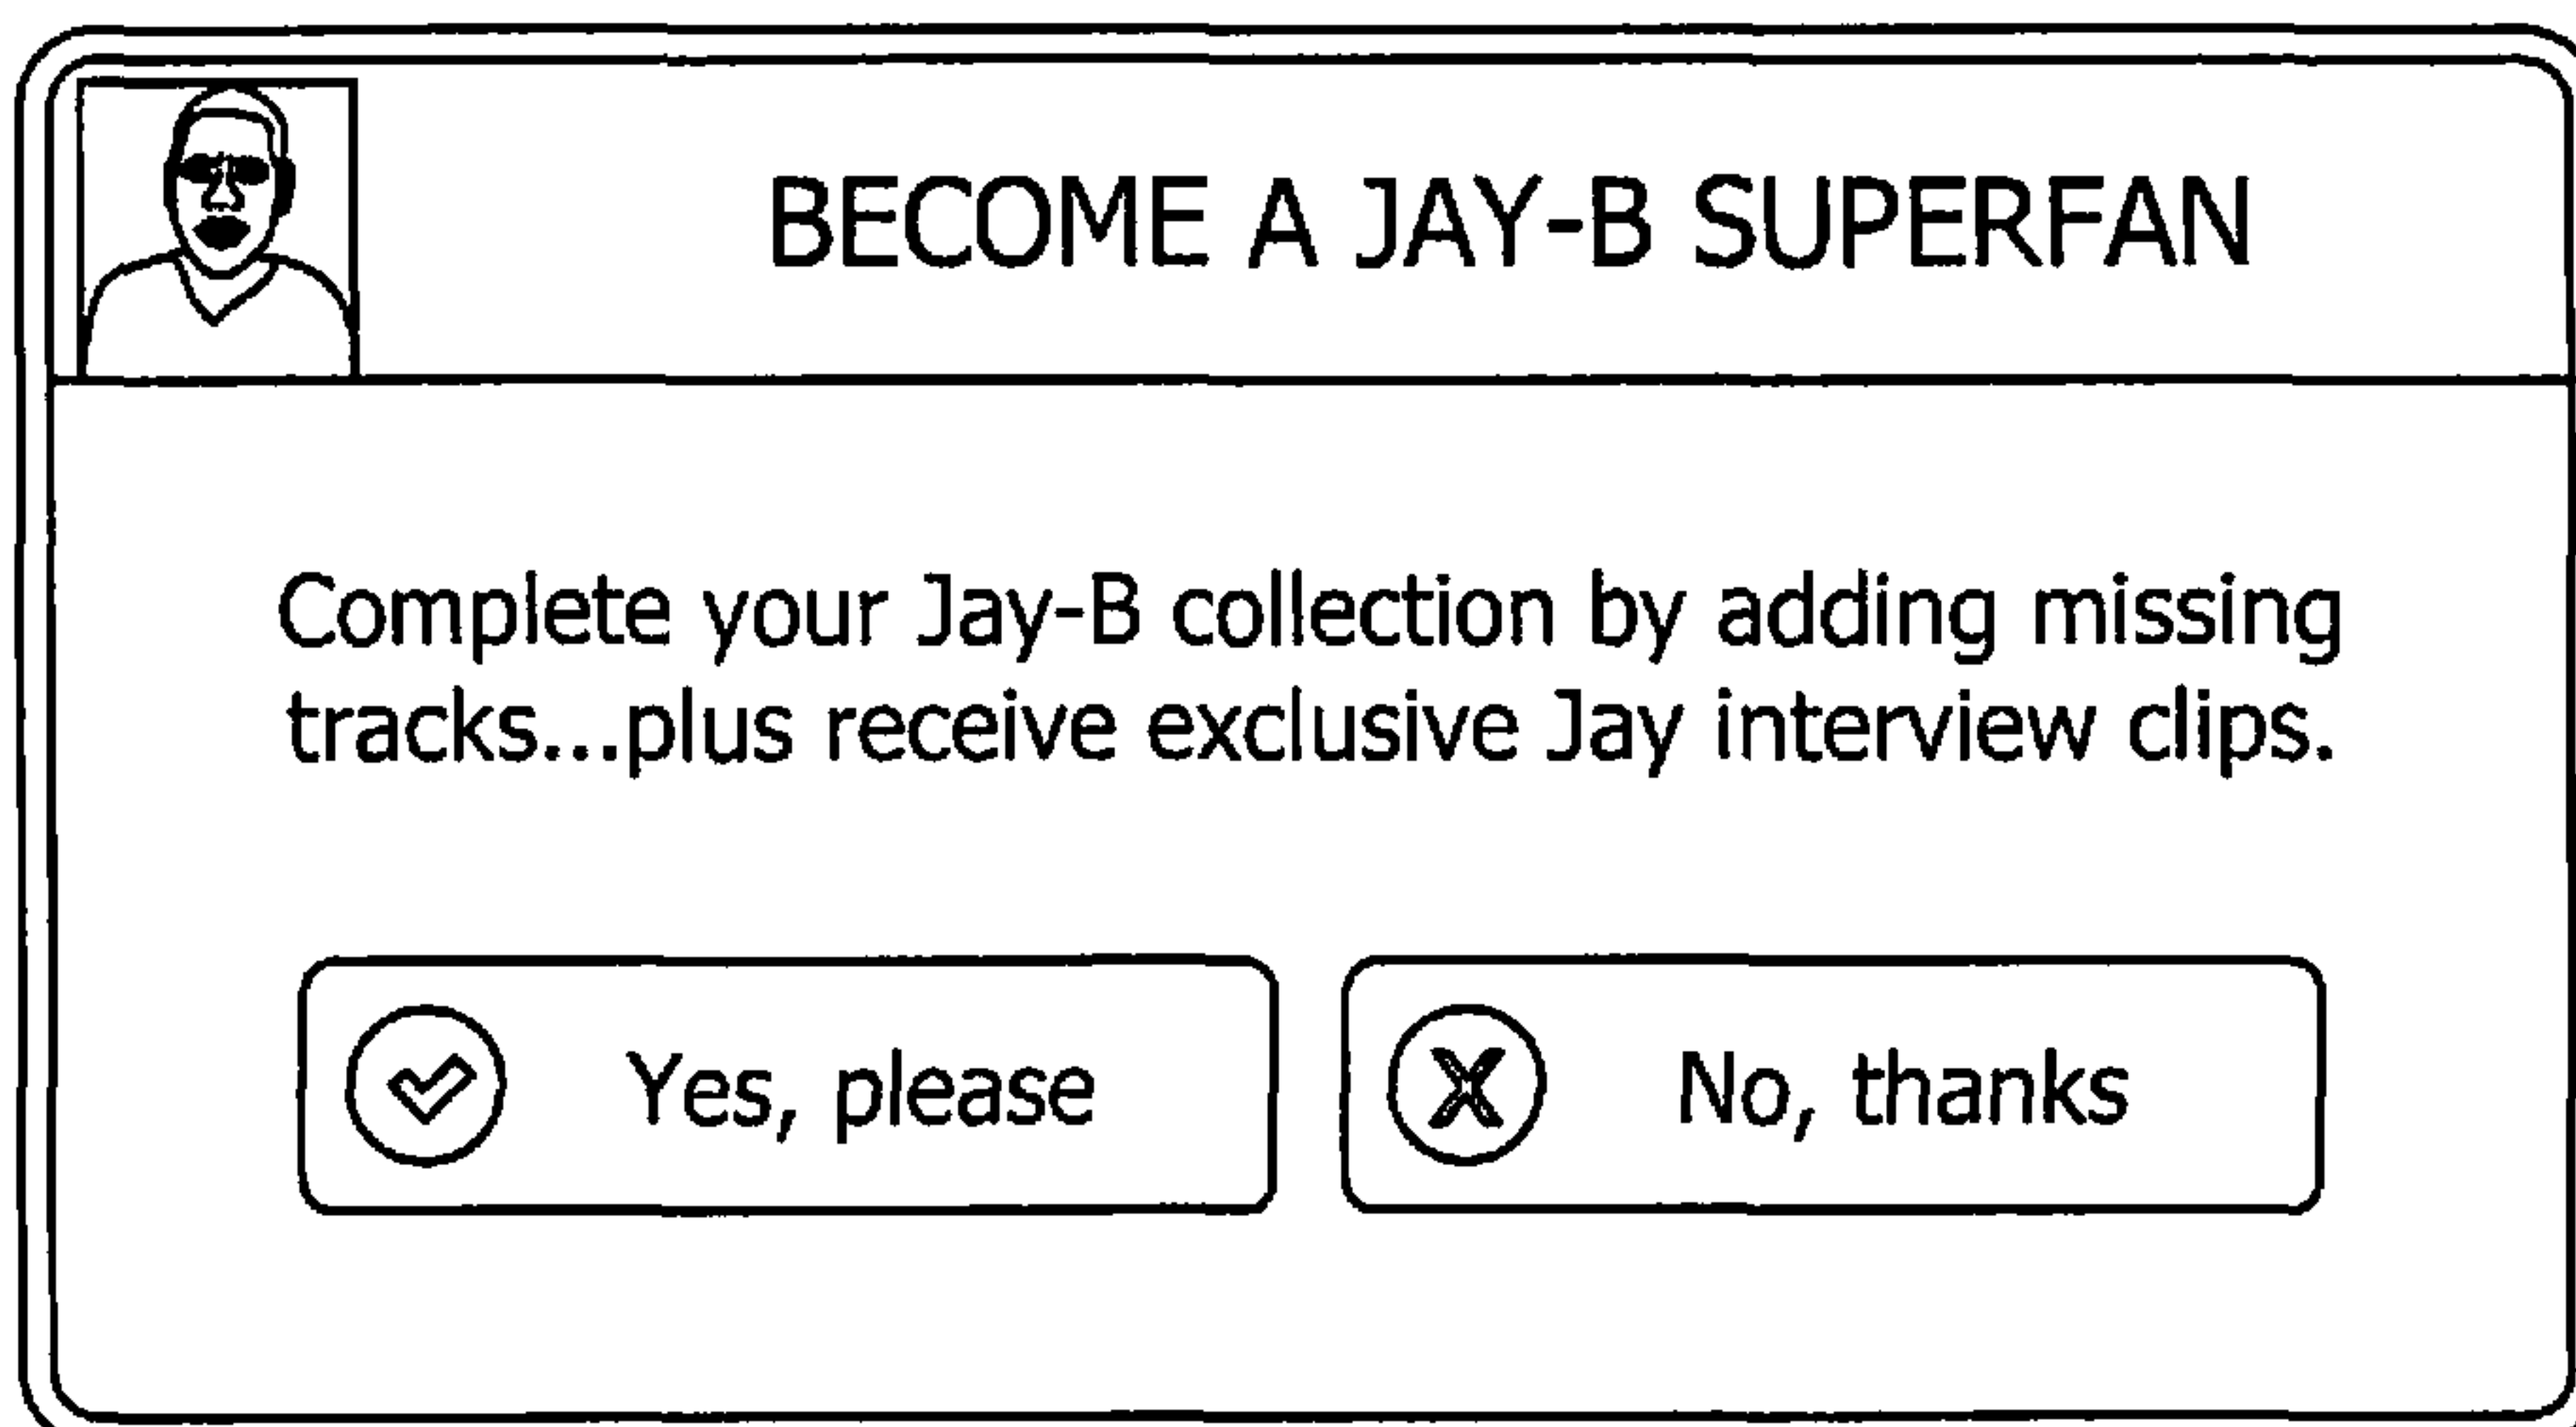 BECOME A JAY-B SUPERFAN
Complete your Jay-B collection by adding missing
tracks...plus receive exclusive Jay interview clips.
Yes, please
No, thanks